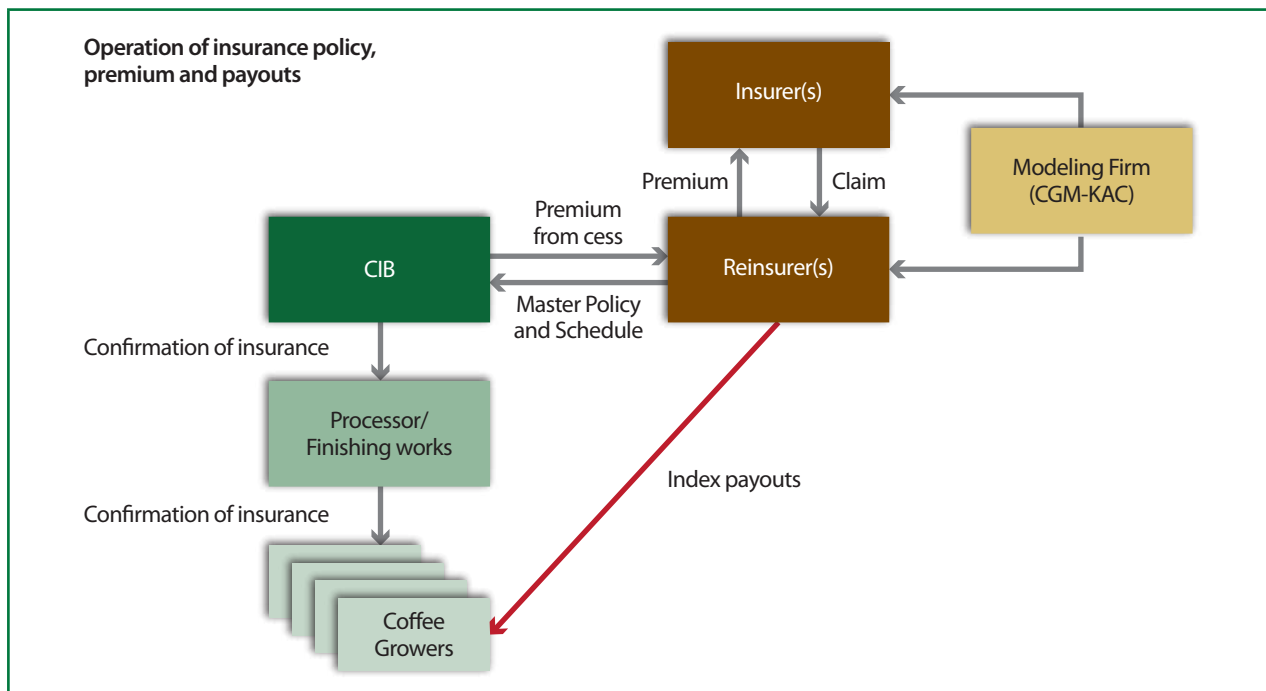 Operation of insurance policy,
premium and payouts
Insurer(s)
Modeling Firm
(CGM-KAC)
Premium
Claim
Premium
from cess
CIB
Reinsurer(s)
Master Policy
and Schedule
Confirmation of insurance
Processor/
Finishing works
Index payouts
Confirmation of insurance
Coffee
Growers